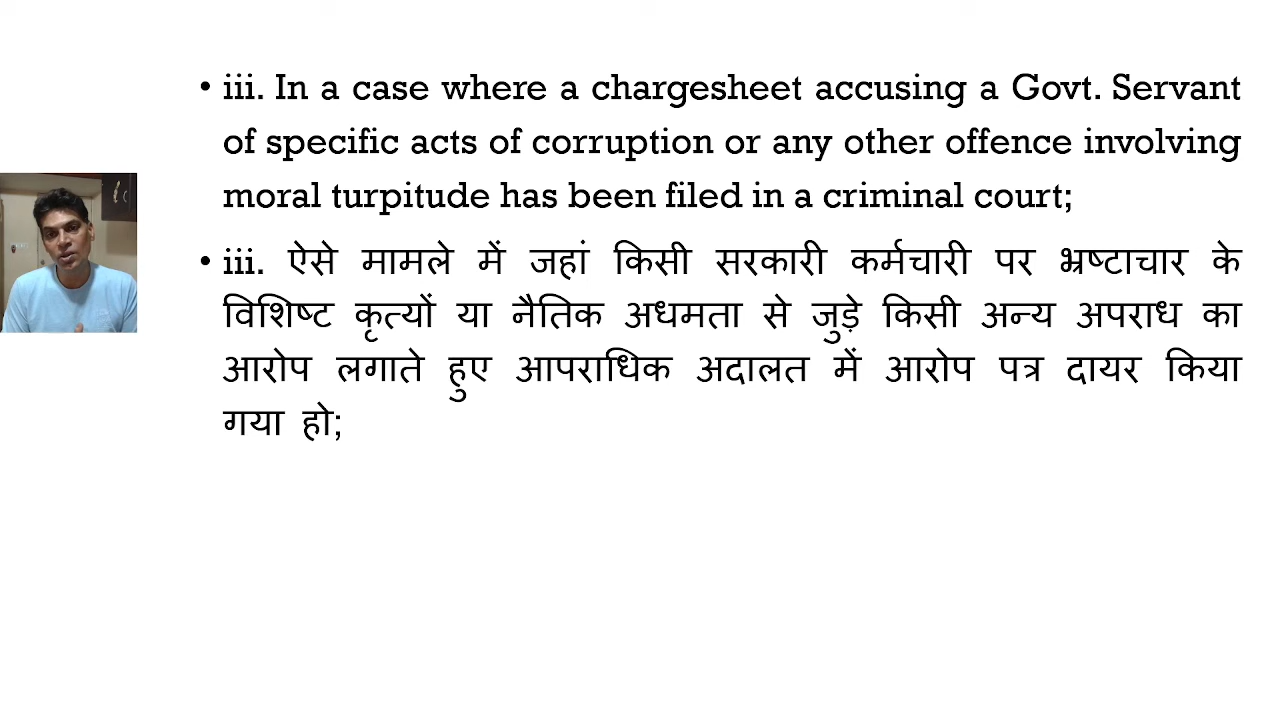 • iii. In a case where a chargesheet accusing a Govt. Servant
of specific acts of corruption or any other offence involving
moral turpitude has been filed in a criminal court;
• iii. ऐसे मामले में जहां किसी सरकारी कर्मचारी पर भ्रष्टाचार के
विशिष्ट कृत्यों या नैतिक अधमता से जुड़े किसी अन्य अपराध का
आरोप लगाते हुए आपराधिक अदालत में आरोप पत्र दायर किया
गया हो;